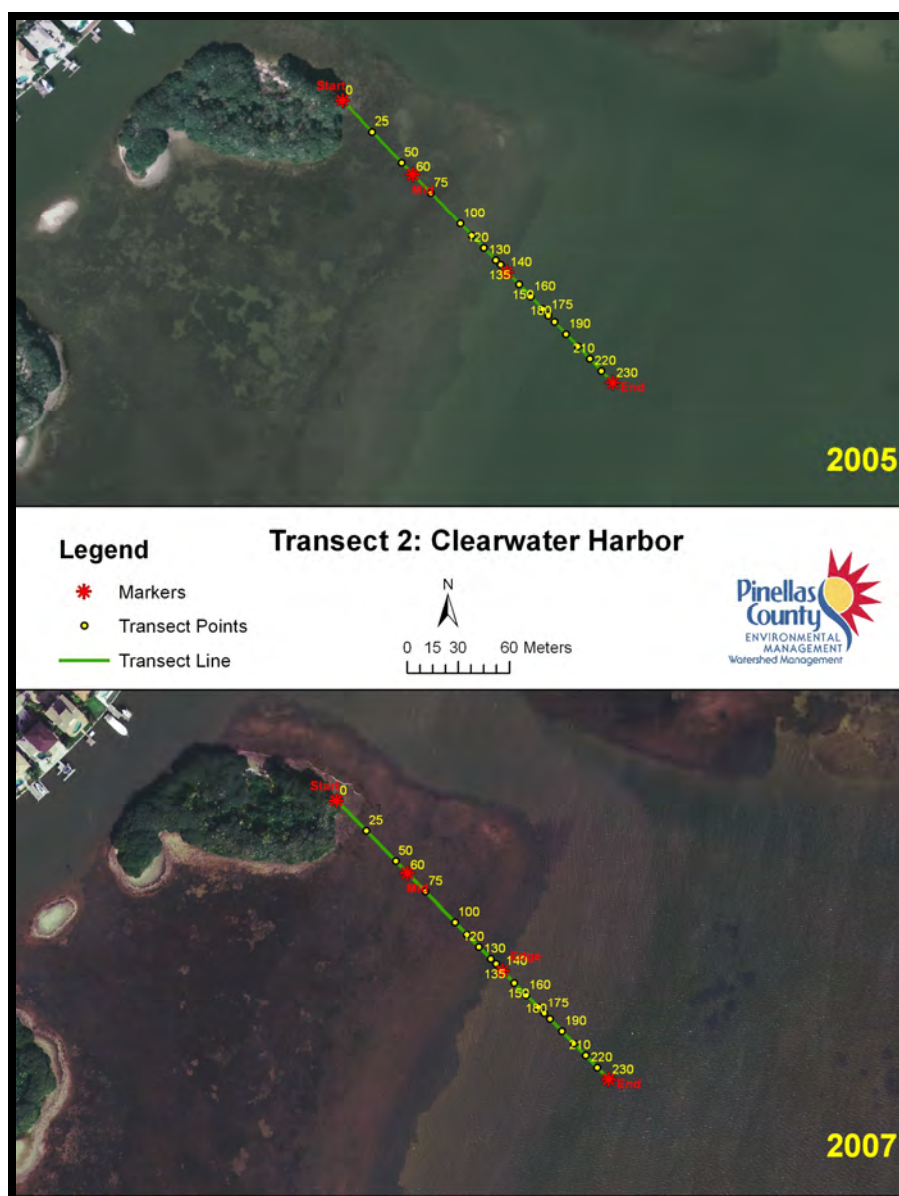 Start
0
25
50
60
Mid
75
100
120
130
135
140
150
160
175
180
190
210
220
230
End
2005
Legend
Markers
Transect Points
Transect Line
Transect 2: Clearwater Harbor
N
0 15 30 60 Meters
Pinellas
County
ENVIRONMENTAL
MANAGEMENT
Watershed Management
Start
0
25
50
60
Mid
75
100
120
130
Edge
135
140
150
160
175
180
190
210
220
230
End
2007